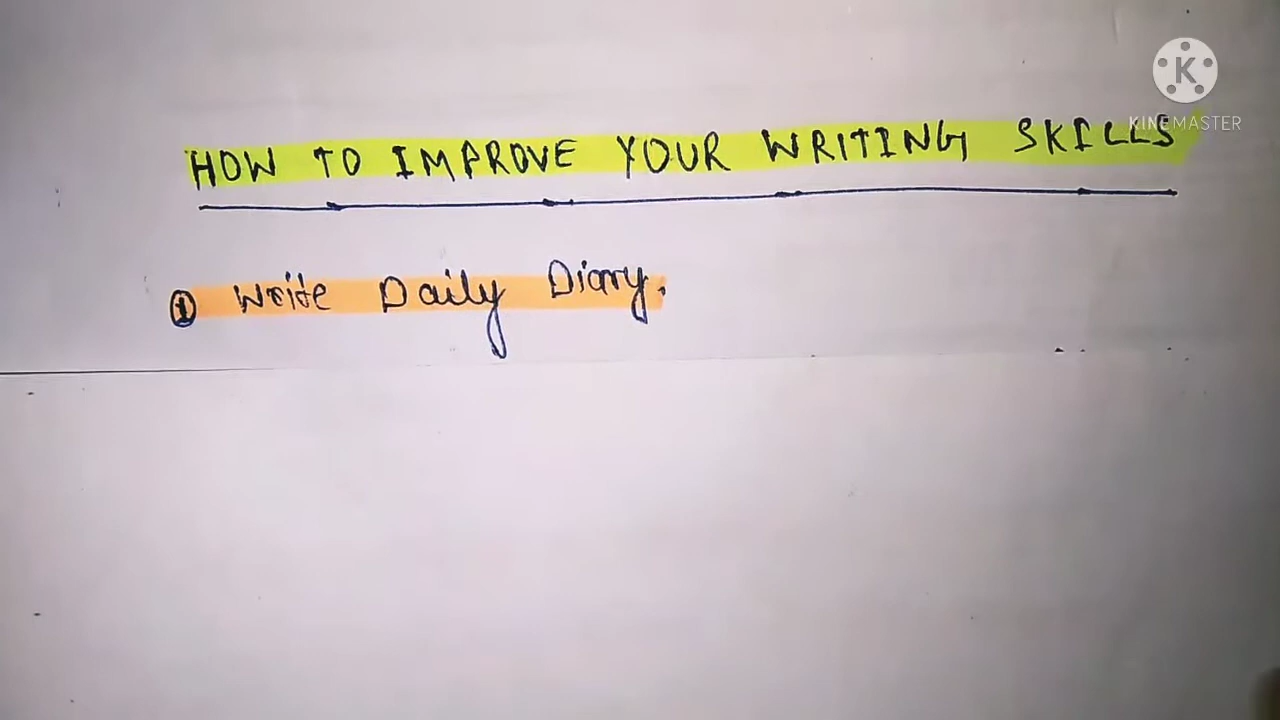 KINEMASTER
HOW TO IMPROVE YOUR WRITING SKILLS
① Write Daily Diary.